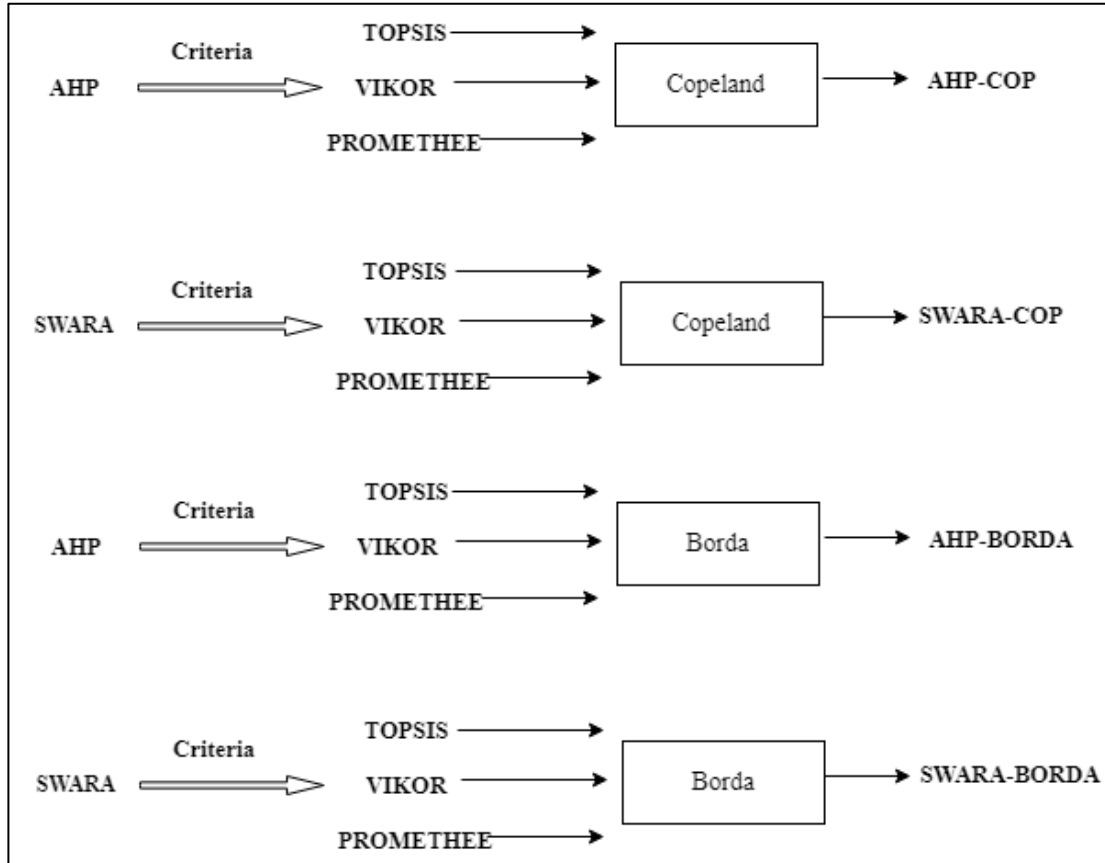 TOPSIS
Criteria
AHP
VIKOR
Copeland
AHP-COP
PROMETHEE
TOPSIS
Criteria
SWARA
VIKOR
Copeland
SWARA-COP
PROMETHEE
TOPSIS
Criteria
AHP
VIKOR
Borda
AHP-BORDA
PROMETHEE
TOPSIS
Criteria
SWARA
VIKOR
Borda
SWARA-BORDA
PROMETHEE